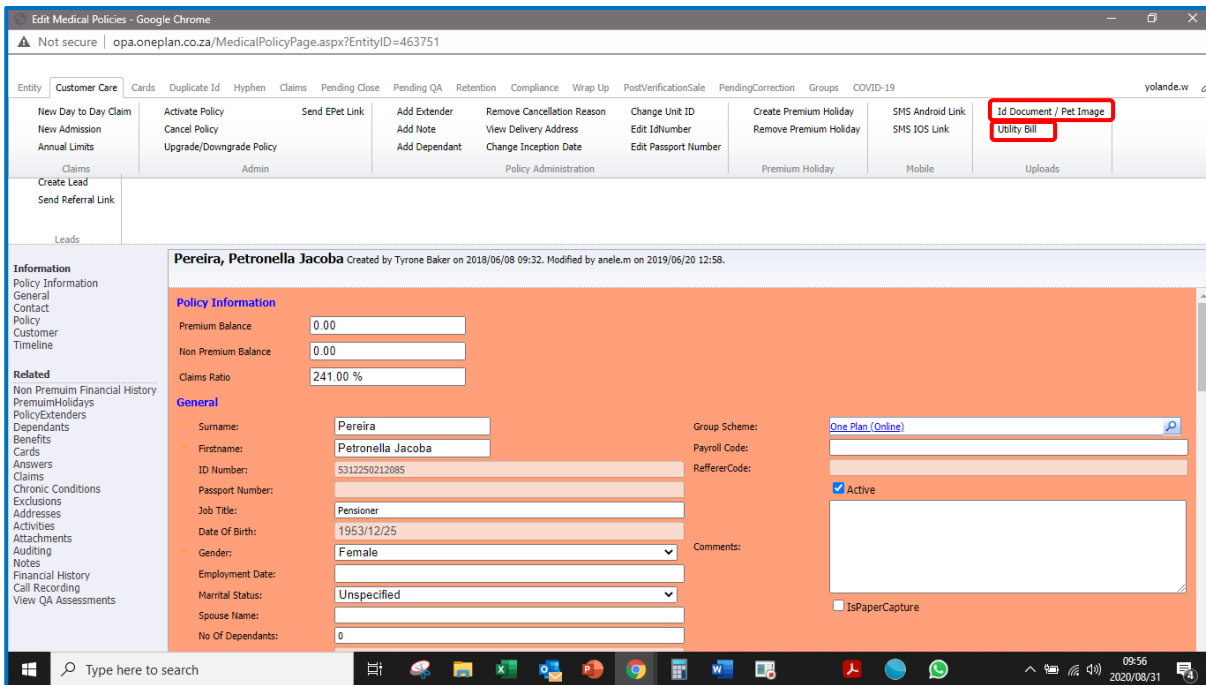 Edit Medical Policies - Google Chrome
Not secure | opa.oneplan.co.za/MedicalPolicyPage.aspx?EntityID=463751
Entity Customer Care Cards Duplicate Id Hyphen Claims Pending Close Pending QA Retention Compliance Wrap Up PostVerificationSale PendingCorrection Groups COVID-19 yolande.w
New Day to Day Claim Activate Policy Send EPet Link Add Extender Remove Cancellation Reason Change Unit ID Create Premium Holiday SMS Android Link Id Document / Pet Image
New Admission Cancel Policy Add Note View Delivery Address Edit IdNumber Remove Premium Holiday SMS IOS Link Utility Bill
Annual Limits Upgrade/Downgrade Policy Add Dependant Change Inception Date Edit Passport Number
Claims Admin Policy Administration Premium Holiday Mobile Uploads
Create Lead
Send Referral Link
Leads
Pereira, Petronella Jacoba Created by Tyrone Baker on 2018/06/08 09:32. Modified by anele.m on 2019/06/20 12:58.
Information
Policy Information
General
Contact
Policy
Customer
Timeline
Related
Non Premuim Financial History
PremuimHolidays
PolicyExtenders
Dependants
Benefits
Cards
Answers
Claims
Chronic Conditions
Exclusions
Addresses
Activities
Attachments
Auditing
Notes
Financial History
Call Recording
View QA Assessments
Policy Information
Premium Balance 0.00
Non Premium Balance 0.00
Claims Ratio 241.00 %
General
Surname: Pereira
Firstname: Petronella Jacoba
ID Number: 5312250212085
Passport Number:
Job Title: Pensioner
Date Of Birth: 1953/12/25
Gender: Female
Employment Date:
Marrital Status: Unspecified
Spouse Name:
No Of Dependants: 0
Group Scheme: One Plan (Online)
Payroll Code:
ReffererCode:
Active
Comments:
IsPaperCapture
Type here to search
09:56
2020/08/31
4